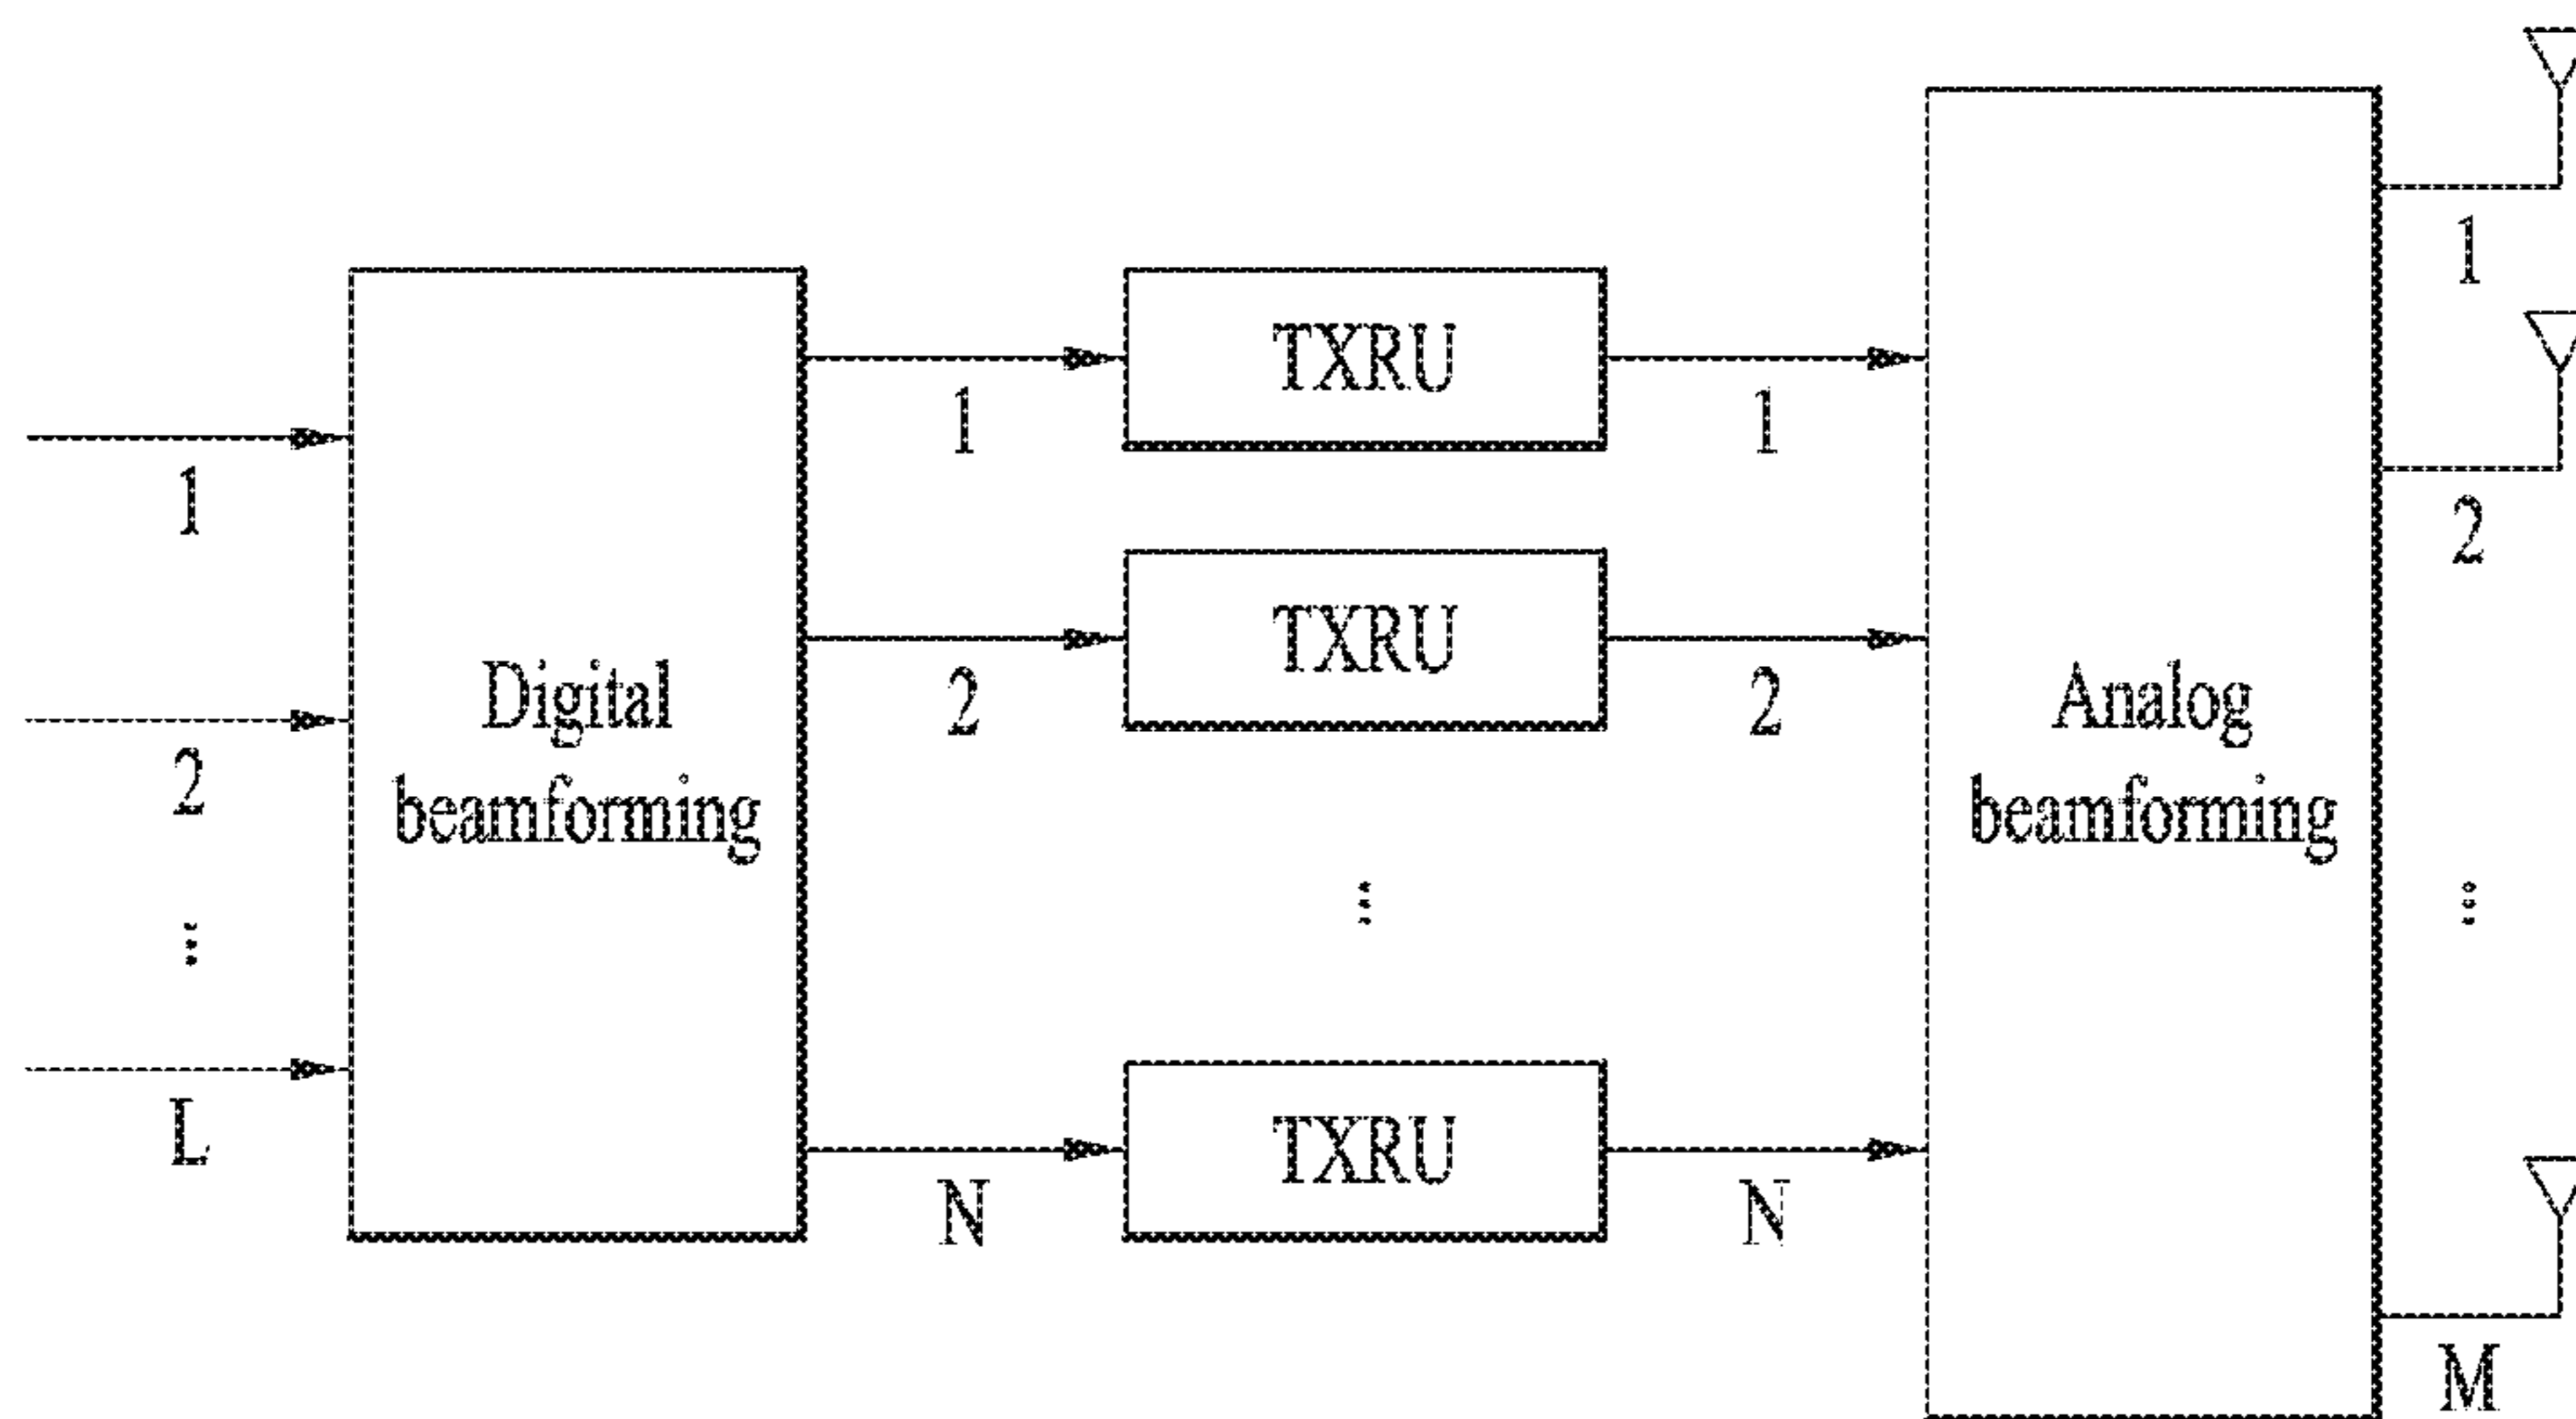 1
2
⋮
L
Digital
beamforming
1
2
N
TXRU
TXRU
⋮
TXRU
1
2
N
Analog
beamforming
1
2
⋮
M